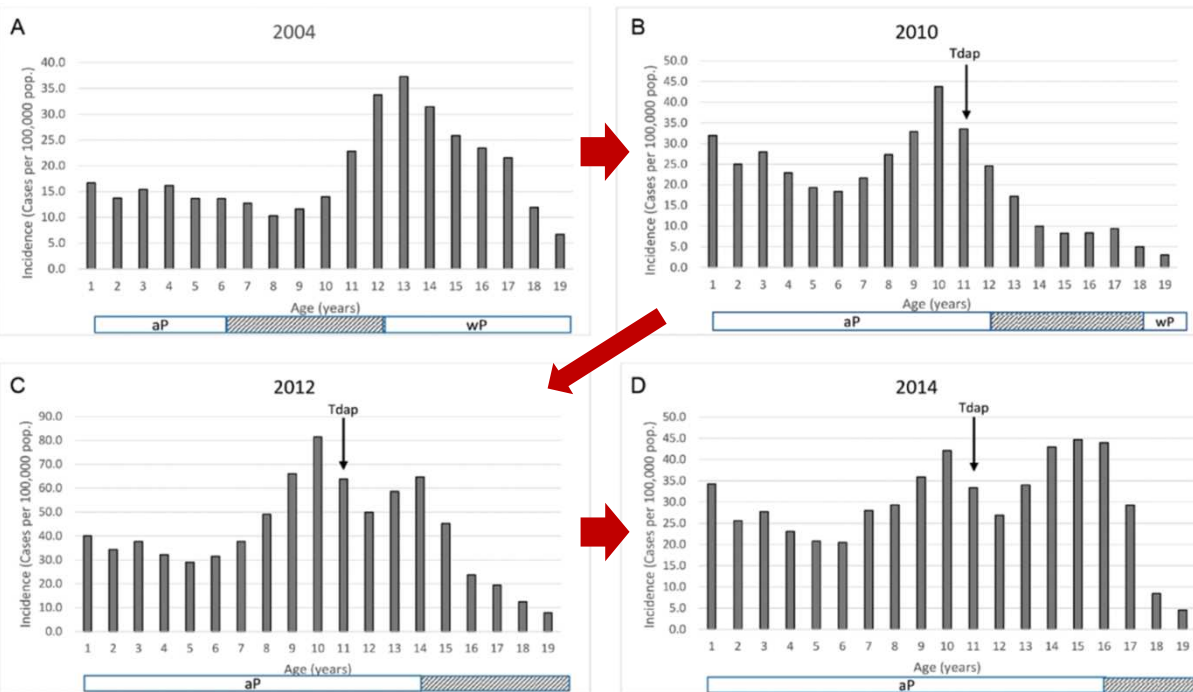 A
2004
Incidence (Cases per 100,000 pop.)
40.0
35.0
30.0
25.0
20.0
15.0
10.0
5.0
0.0
1 2 3 4 5 6 7 8 9 10 11 12 13 14 15 16 17 18 19
Age (years)
aP wP
B
2010
Tdap
Incidence (Cases per 100,000 pop.)
50.0
45.0
40.0
35.0
30.0
25.0
20.0
15.0
10.0
5.0
0.0
1 2 3 4 5 6 7 8 9 10 11 12 13 14 15 16 17 18 19
Age (years)
aP wP
C
2012
Tdap
Incidence (Cases per 100,000 pop.)
90.0
80.0
70.0
60.0
50.0
40.0
30.0
20.0
10.0
0.0
1 2 3 4 5 6 7 8 9 10 11 12 13 14 15 16 17 18 19
Age (years)
aP
D
2014
Tdap
Incidence (Cases per 100,000 pop.)
50.0
45.0
40.0
35.0
30.0
25.0
20.0
15.0
10.0
5.0
0.0
1 2 3 4 5 6 7 8 9 10 11 12 13 14 15 16 17 18 19
Age (years)
aP